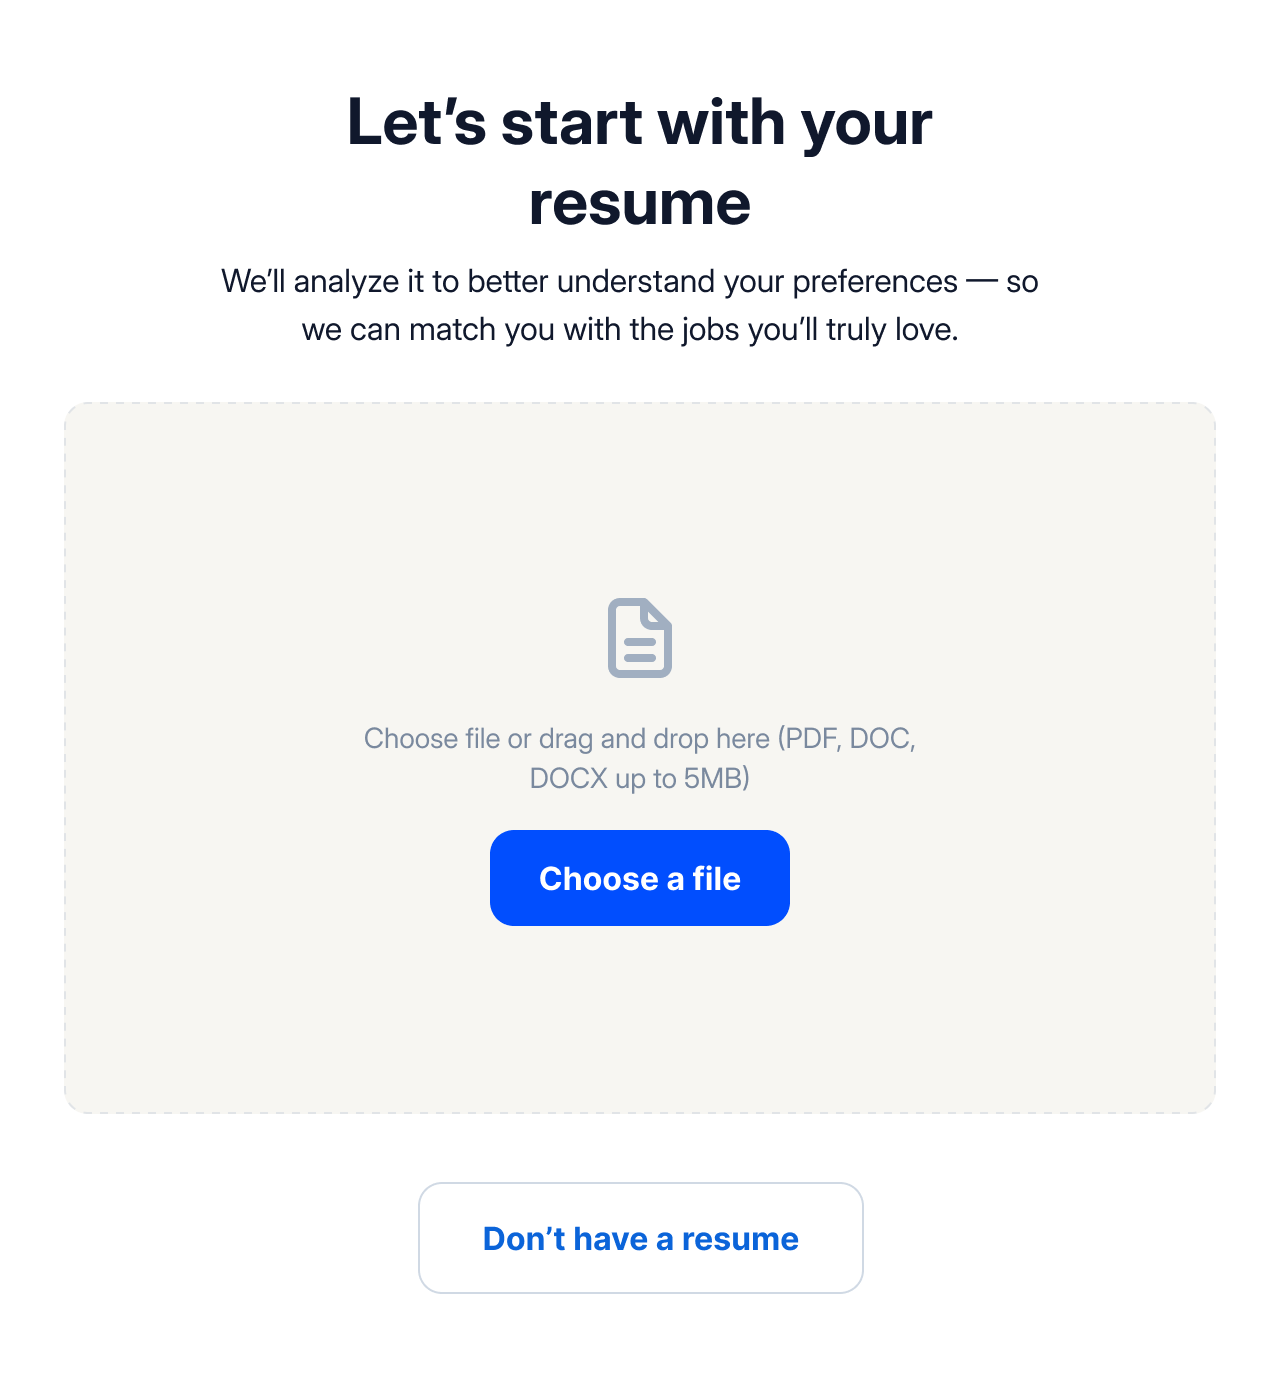 Let’s start with your
resume
We’ll analyze it to better understand your preferences — so
we can match you with the jobs you’ll truly love.
Choose file or drag and drop here (PDF, DOC,
DOCX up to 5MB)
Choose a file
Don’t have a resume